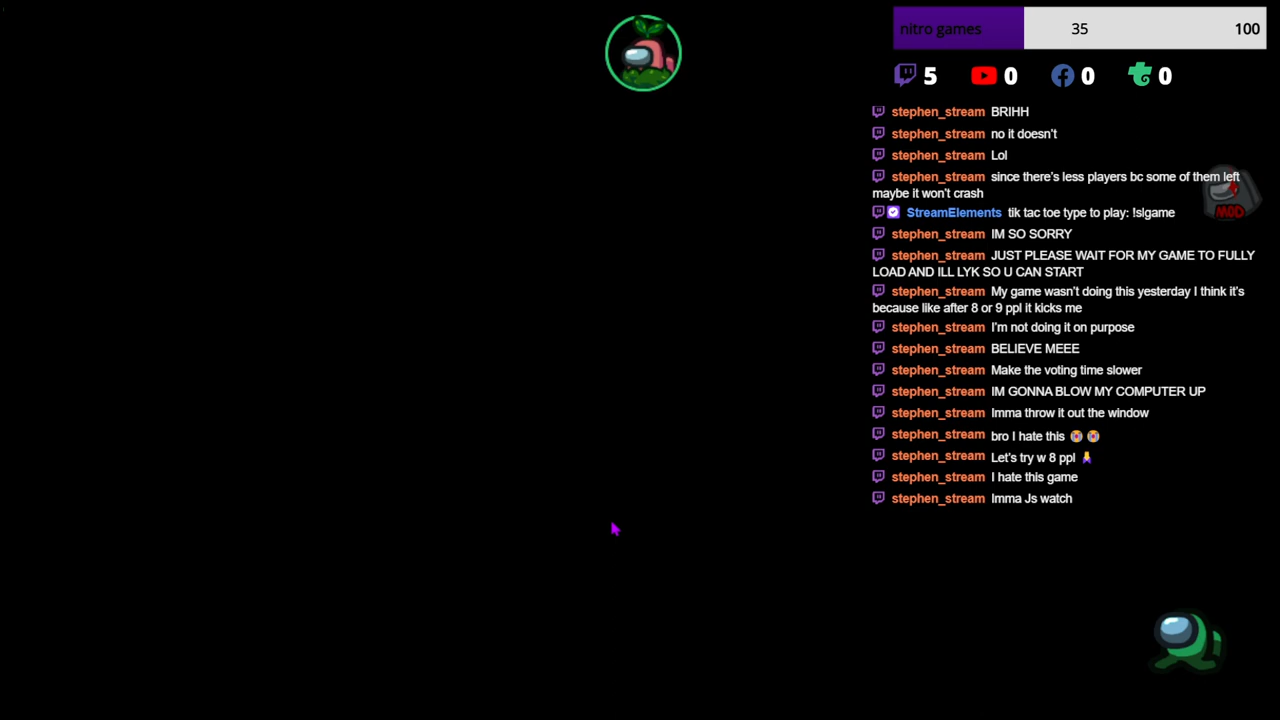 nitro games 35 100
5 0 0 0
stephen_stream BRIHH
stephen_stream no it doesn't
stephen_stream Lol
stephen_stream since there's less players bc some of them left
maybe it won't crash
MOD
StreamElements tik tac toe type to play: !slgame
stephen_stream IM SO SORRY
stephen_stream JUST PLEASE WAIT FOR MY GAME TO FULLY
LOAD AND ILL LYK SO U CAN START
stephen_stream My game wasn't doing this yesterday I think it's
because like after 8 or 9 ppl it kicks me
stephen_stream I'm not doing it on purpose
stephen_stream BELIEVE MEEE
stephen_stream Make the voting time slower
stephen_stream IM GONNA BLOW MY COMPUTER UP
stephen_stream Imma throw it out the window
stephen_stream bro I hate this 😭 😭
stephen_stream Let's try w 8 ppl 🙏
stephen_stream I hate this game
stephen_stream Imma Js watch